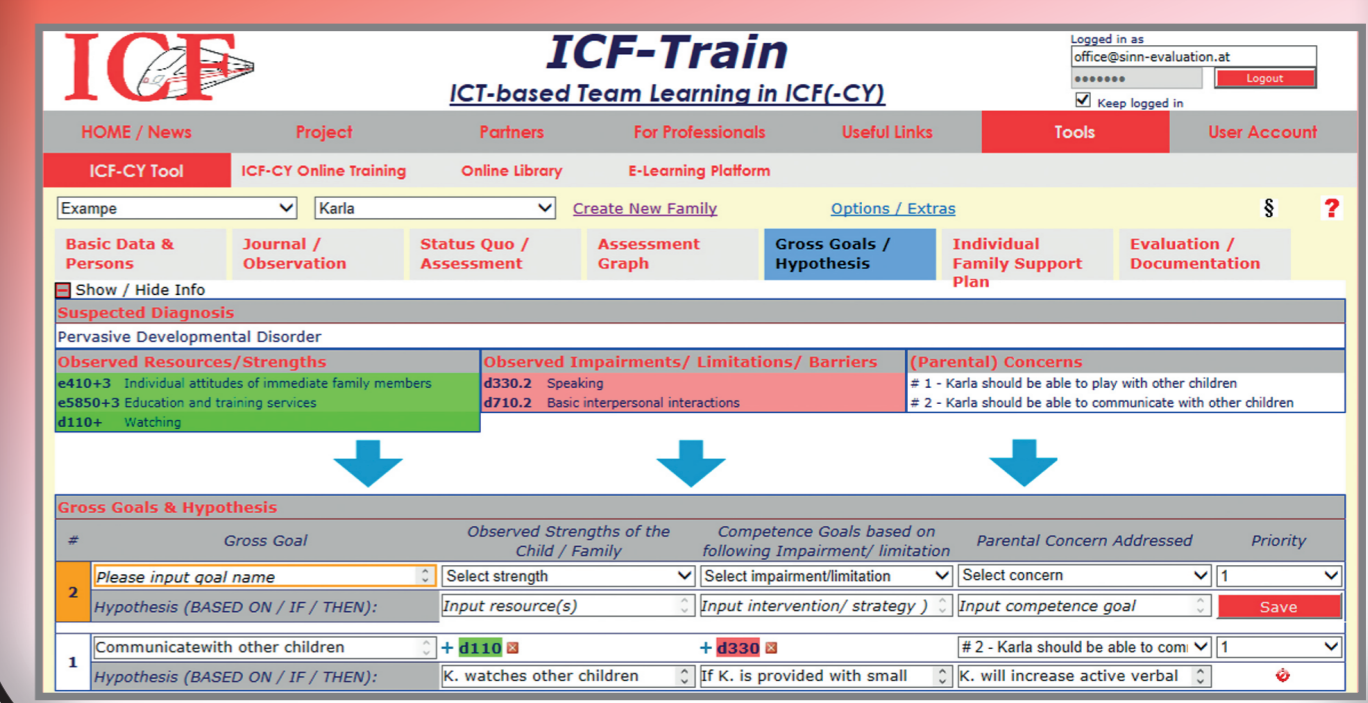 ICF
ICF-Train
ICT-based Team Learning in ICF(-CY)
Logged in as
office@sinn-evaluation.at
•••••••
Logout
Keep logged in
HOME / News Project Partners For Professionals Useful Links Tools User Account
ICF-CY Tool ICF-CY Online Training Online Library E-Learning Platform
Exampe Karla Create New Family Options / Extras § ?
Basic Data & Persons
Journal / Observation
Status Quo / Assessment
Assessment Graph
Gross Goals / Hypothesis
Individual Family Support Plan
Evaluation / Documentation
Show / Hide Info
Suspected Diagnosis
Pervasive Developmental Disorder
Observed Resources/Strengths
e410+3 Individual attitudes of immediate family members
e5850+3 Education and training services
d110+ Watching
Observed Impairments/ Limitations/ Barriers
d330.2 Speaking
d710.2 Basic interpersonal interactions
(Parental) Concerns
# 1 - Karla should be able to play with other children
# 2 - Karla should be able to communicate with other children
Gross Goals & Hypothesis
# Gross Goal Observed Strengths of the Child / Family Competence Goals based on following Impairment/ limitation Parental Concern Addressed Priority
2 Please input goal name Select strength Select impairment/limitation Select concern 1
Hypothesis (BASED ON / IF / THEN): Input resource(s) Input intervention/ strategy ) Input competence goal Save
1 Communicatewith other children + d110 + d330 # 2 - Karla should be able to com 1
Hypothesis (BASED ON / IF / THEN): K. watches other children If K. is provided with small K. will increase active verbal